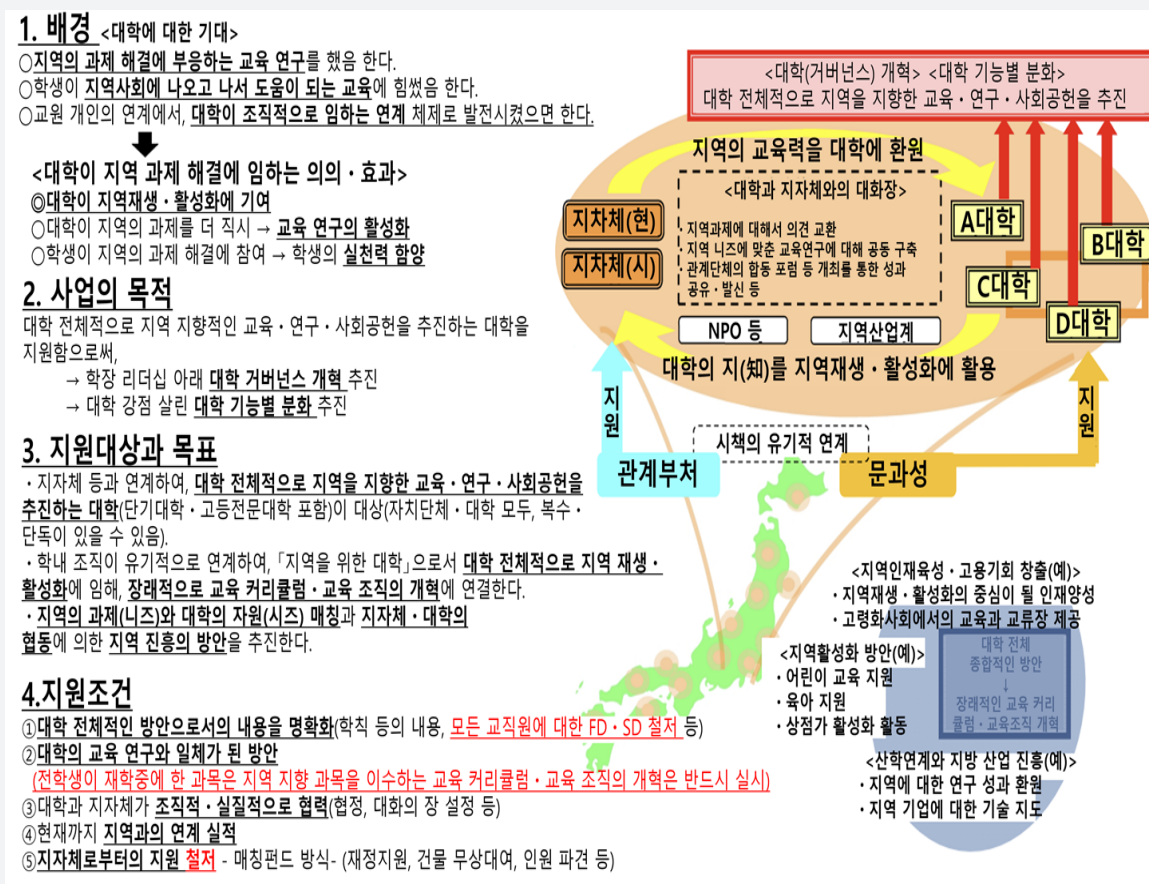 1. 배경 <대학에 대한 기대>
○지역의 과제 해결에 부응하는 교육 연구를 했음 한다.
○학생이 지역사회에 나오고 나서 도움이 되는 교육에 힘썼음 한다.
○교원 개인의 연계에서, 대학이 조직적으로 임하는 연계 체제로 발전시켰으면 한다.
<대학이 지역 과제 해결에 임하는 의의・효과>
◎대학이 지역재생・활성화에 기여
○대학이 지역의 과제를 더 직시 → 교육 연구의 활성화
○학생이 지역의 과제 해결에 참여 → 학생의 실천력 함양
2. 사업의 목적
대학 전체적으로 지역 지향적인 교육・연구・사회공헌을 추진하는 대학을
지원함으로써,
→ 학장 리더십 아래 대학 거버넌스 개혁 추진
→ 대학 강점 살린 대학 기능별 분화 추진
3. 지원대상과 목표
・지자체 등과 연계하여, 대학 전체적으로 지역을 지향한 교육・연구・사회공헌을
추진하는 대학(단기대학・고등전문대학 포함)이 대상(자치단체・대학 모두, 복수・
단독이 있을 수 있음).
・학내 조직이 유기적으로 연계하여, 「지역을 위한 대학」으로서 대학 전체적으로 지역 재생・
활성화에 임해, 장래적으로 교육 커리큘럼・교육 조직의 개혁에 연결한다.
・지역의 과제(니즈)와 대학의 자원(시즈) 매칭과 지자체・대학의
협동에 의한 지역 진흥의 방안을 추진한다.
4.지원조건
①대학 전체적인 방안으로서의 내용을 명확화(학칙 등의 내용, 모든 교직원에 대한 FD・SD 철저 등)
②대학의 교육 연구와 일체가 된 방안
(전학생이 재학중에 한 과목은 지역 지향 과목을 이수하는 교육 커리큘럼・교육 조직의 개혁은 반드시 실시)
③대학과 지자체가 조직적・실질적으로 협력(협정, 대화의 장 설정 등)
④현재까지 지역과의 연계 실적
⑤지자체로부터의 지원 철저 - 매칭펀드 방식- (재정지원, 건물 무상대여, 인원 파견 등)
<대학(거버넌스) 개혁> <대학 기능별 분화>
대학 전체적으로 지역을 지향한 교육・연구・사회공헌을 추진
지역의 교육력을 대학에 환원
<대학과 지자체와의 대화장>
・지역과제에 대해서 의견 교환
・지역 니즈에 맞춘 교육연구에 대해 공동 구축
・관계단체의 합동 포럼 등 개최를 통한 성과
공유・발신 등
지차체(현)
지차체(시)
A대학
B대학
C대학
D대학
NPO 등
지역산업계
대학의 지(知)를 지역재생・활성화에 활용
지원
지원
시책의 유기적 연계
관계부처
문과성
<지역인재육성・고용기회 창출(예)>
・지역재생・활성화의 중심이 될 인재양성
・고령화사회에서의 교육과 교류장 제공
대학 전체
종합적인 방안
↓
장래적인 교육 커리
큘럼・교육조직 개혁
<지역활성화 방안(예)>
・어린이 교육 지원
・육아 지원
・상점가 활성화 활동
<산학연계와 지방 산업 진흥(예)>
・지역에 대한 연구 성과 환원
・지역 기업에 대한 기술 지도